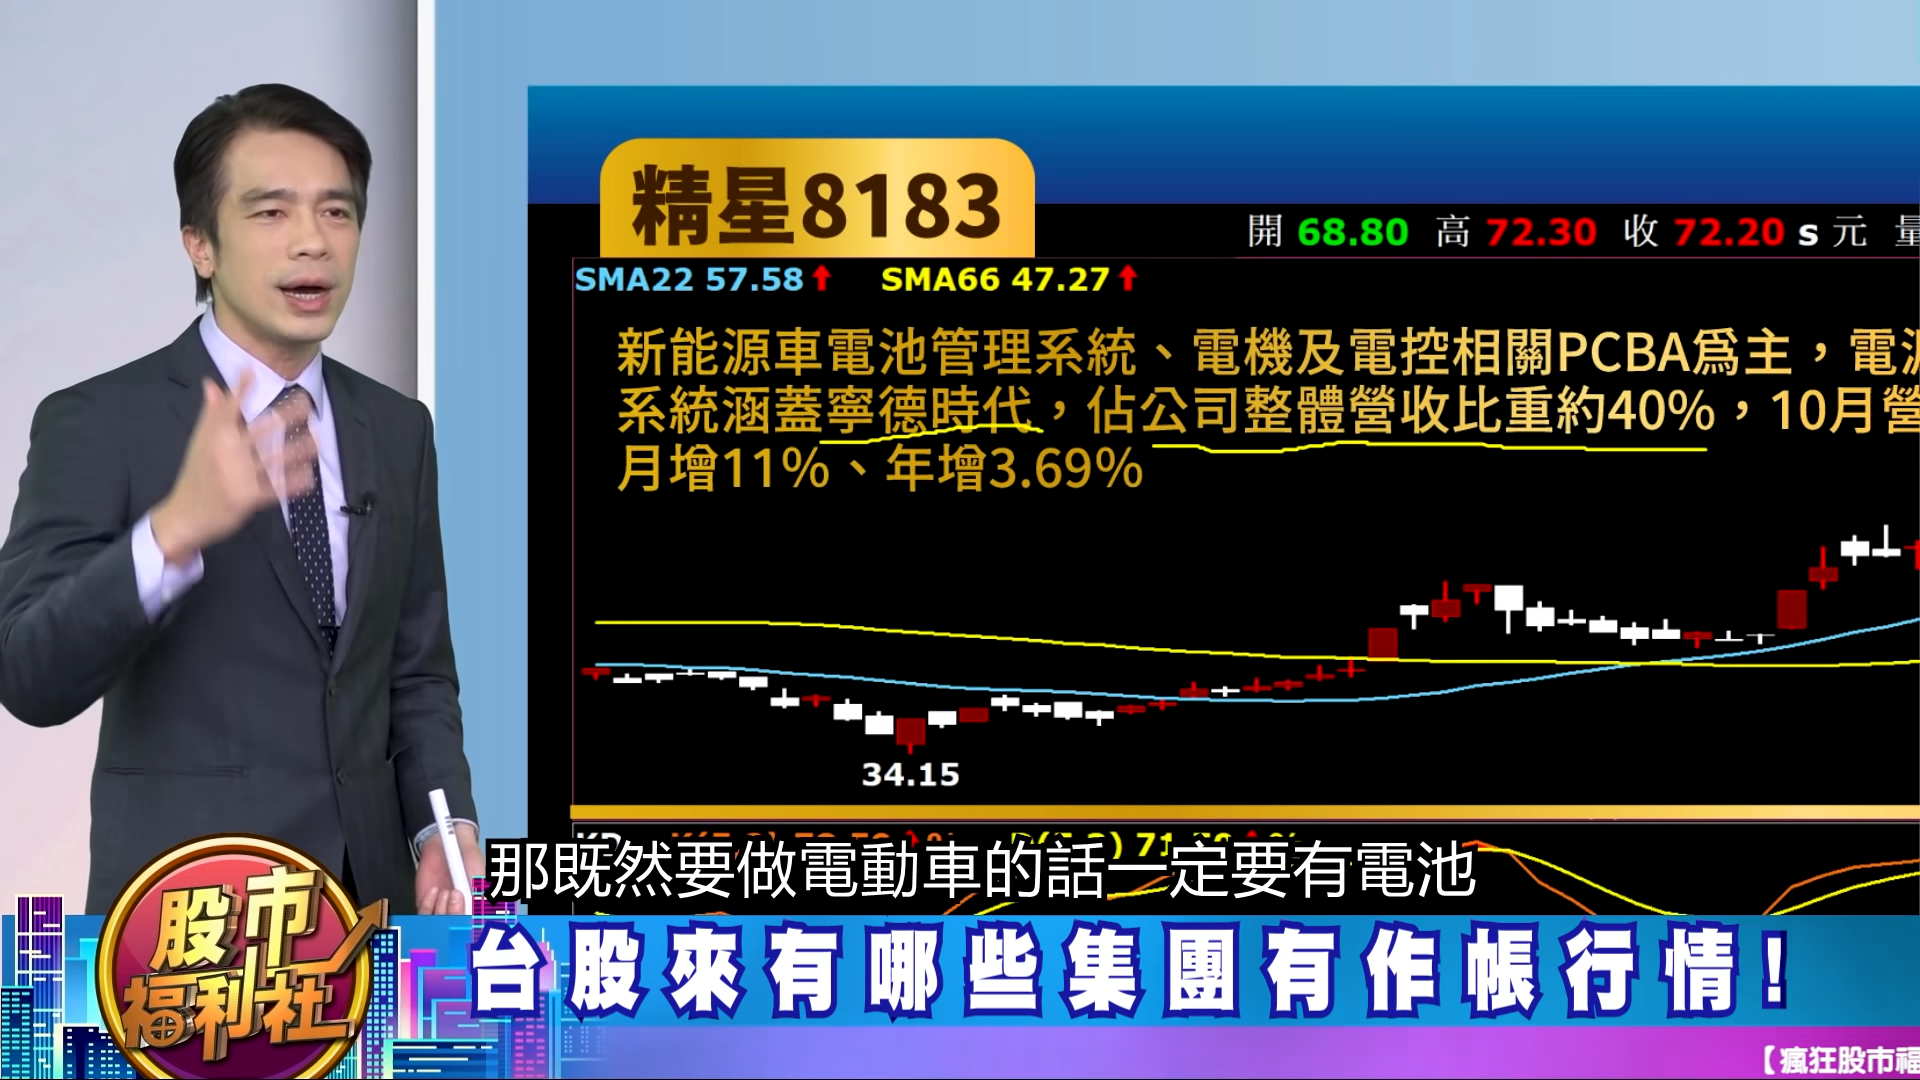 精星8183
開 68.80 高 72.30 收 72.20 s 元 量
SMA22 57.58↑ SMA66 47.27↑
新能源車電池管理系統、電機及電控相關PCBA為主，電源
系統涵蓋寧德時代，佔公司整體營收比重約40%，10月營
月增11%、年增3.69%
34.15
那既然要做電動車的話一定要有電池
股市
福利社
台股來有哪些集團有作帳行情!
【瘋狂股市福